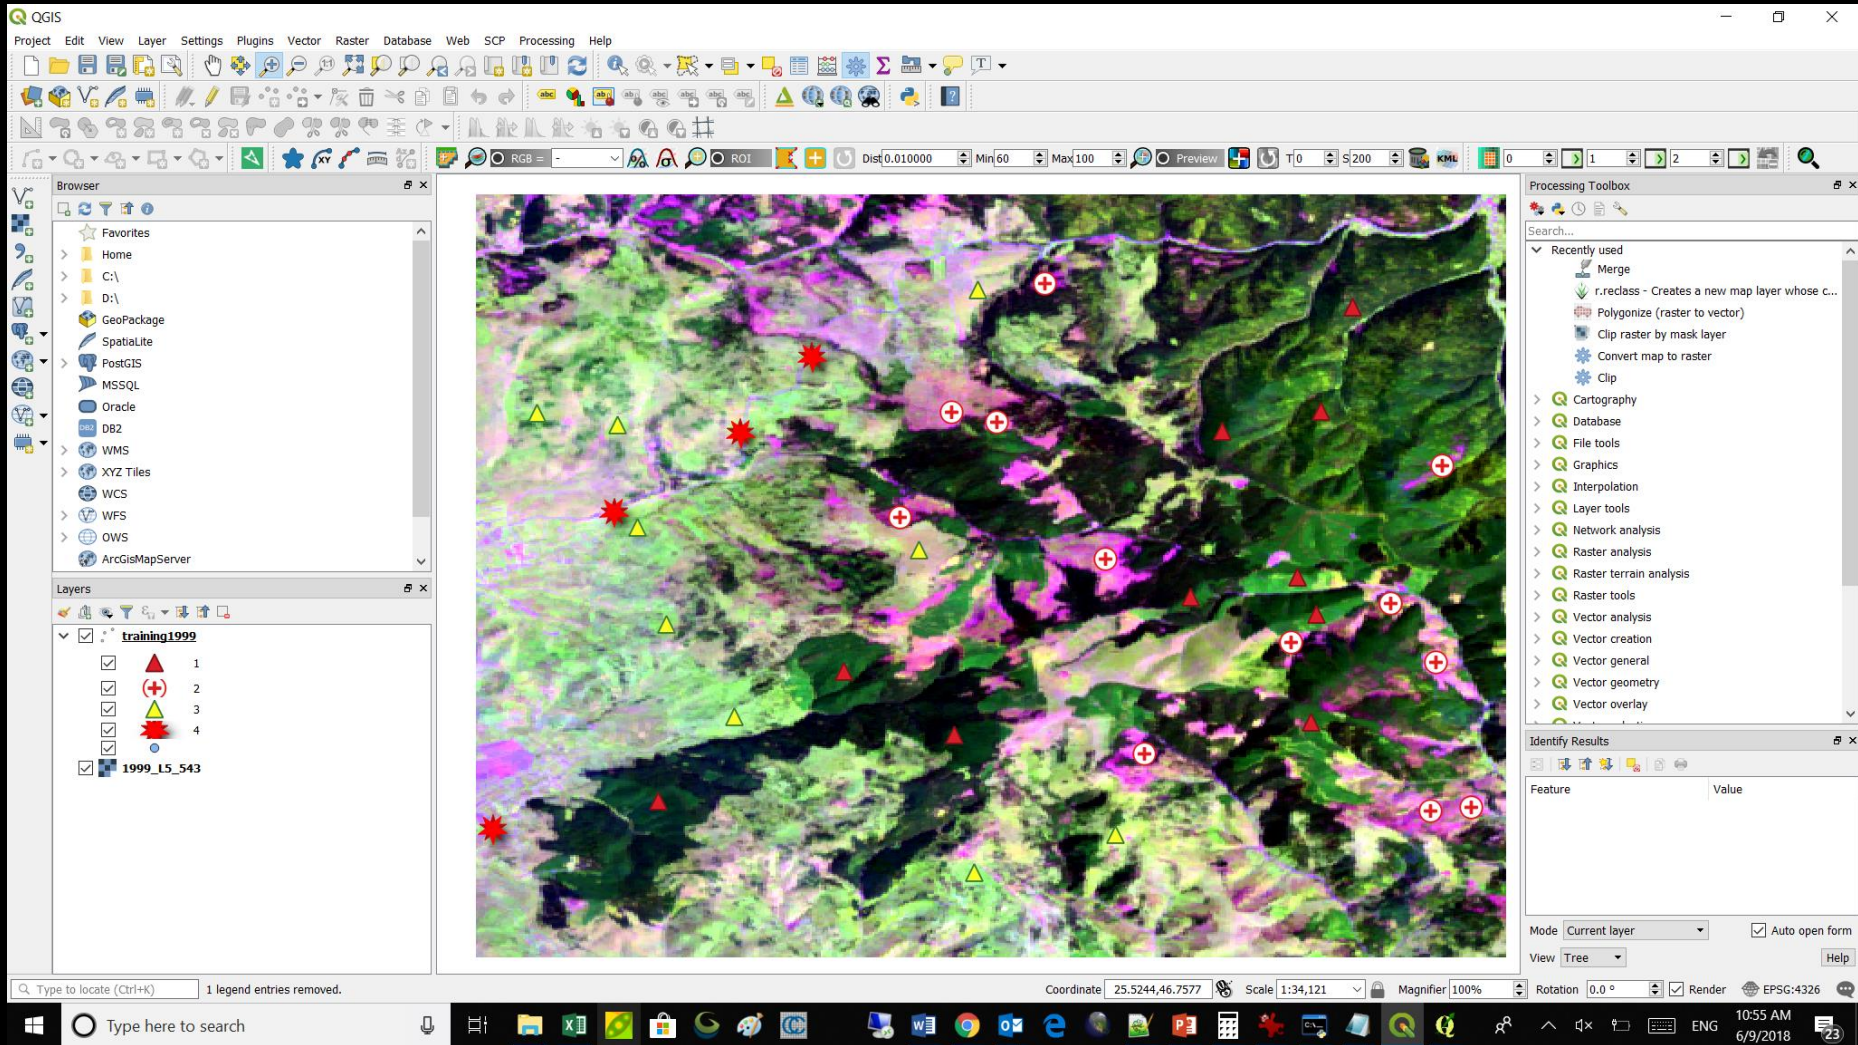 QGIS
Project Edit View Layer Settings Plugins Vector Raster Database Web SCP Processing Help
RGB = - ROI Dist 0.010000 Min 60 Max 100 Preview T 0 S 200 KML 0 1 2
Browser
Favorites
Home
C:\
D:\
GeoPackage
SpatiaLite
PostGIS
MSSQL
Oracle
DB2
WMS
XYZ Tiles
WCS
WFS
OWS
ArcGisMapServer
Layers
training1999
1
2
3
4
1999_L5_543
Processing Toolbox
Search...
Recently used
Merge
r.reclass - Creates a new map layer whose c...
Polygonize (raster to vector)
Clip raster by mask layer
Convert map to raster
Clip
Cartography
Database
File tools
Graphics
Interpolation
Layer tools
Network analysis
Raster analysis
Raster terrain analysis
Raster tools
Vector analysis
Vector creation
Vector general
Vector geometry
Vector overlay
Identify Results
Feature Value
Mode Current layer Auto open form
View Tree Help
Type to locate (Ctrl+K) 1 legend entries removed. Coordinate 25.5244,46.7577 Scale 1:34,121 Magnifier 100% Rotation 0.0 ° Render EPSG:4326
Type here to search ENG 10:55 AM
6/9/2018 23